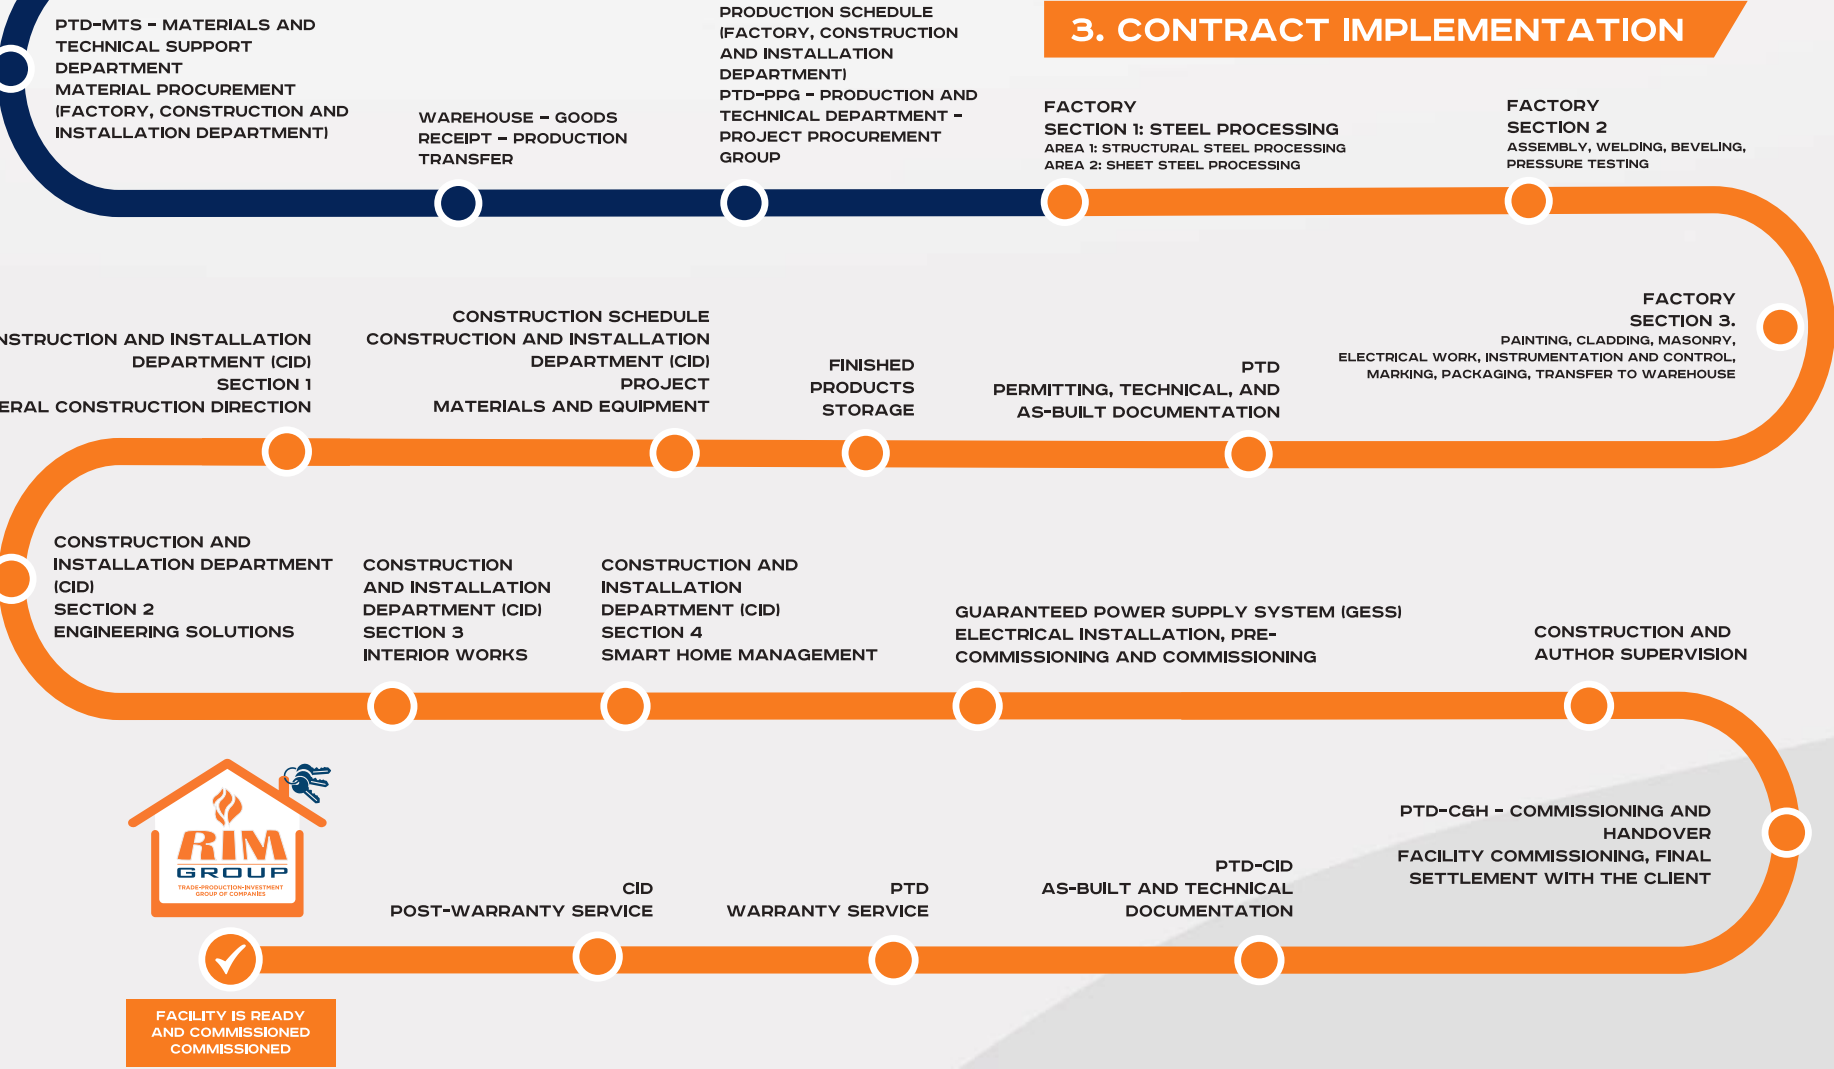 PTD-MTS - MATERIALS AND
TECHNICAL SUPPORT
DEPARTMENT
MATERIAL PROCUREMENT
(FACTORY, CONSTRUCTION AND
INSTALLATION DEPARTMENT)
WAREHOUSE - GOODS
RECEIPT - PRODUCTION
TRANSFER
PRODUCTION SCHEDULE
(FACTORY, CONSTRUCTION
AND INSTALLATION
DEPARTMENT)
PTD-PPG - PRODUCTION AND
TECHNICAL DEPARTMENT -
PROJECT PROCUREMENT
GROUP
3. CONTRACT IMPLEMENTATION
FACTORY
SECTION 1: STEEL PROCESSING
AREA 1: STRUCTURAL STEEL PROCESSING
AREA 2: SHEET STEEL PROCESSING
FACTORY
SECTION 2
ASSEMBLY, WELDING, BEVELING,
PRESSURE TESTING
FACTORY
SECTION 3.
PAINTING, CLADDING, MASONRY,
ELECTRICAL WORK, INSTRUMENTATION AND CONTROL,
MARKING, PACKAGING, TRANSFER TO WAREHOUSE
PTD
PERMITTING, TECHNICAL, AND
AS-BUILT DOCUMENTATION
FINISHED
PRODUCTS
STORAGE
CONSTRUCTION SCHEDULE
CONSTRUCTION AND INSTALLATION
DEPARTMENT (CID)
PROJECT
MATERIALS AND EQUIPMENT
NSTRUCTION AND INSTALLATION
DEPARTMENT (CID)
SECTION 1
ERAL CONSTRUCTION DIRECTION
CONSTRUCTION AND
INSTALLATION DEPARTMENT
(CID)
SECTION 2
ENGINEERING SOLUTIONS
CONSTRUCTION
AND INSTALLATION
DEPARTMENT (CID)
SECTION 3
INTERIOR WORKS
CONSTRUCTION AND
INSTALLATION
DEPARTMENT (CID)
SECTION 4
SMART HOME MANAGEMENT
GUARANTEED POWER SUPPLY SYSTEM (GESS)
ELECTRICAL INSTALLATION, PRE-
COMMISSIONING AND COMMISSIONING
CONSTRUCTION AND
AUTHOR SUPERVISION
PTD-C&H - COMMISSIONING AND
HANDOVER
FACILITY COMMISSIONING, FINAL
SETTLEMENT WITH THE CLIENT
PTD-CID
AS-BUILT AND TECHNICAL
DOCUMENTATION
PTD
WARRANTY SERVICE
CID
POST-WARRANTY SERVICE
RIM
GROUP
TRADE-PRODUCTION-INVESTMENT
GROUP OF COMPANIES
FACILITY IS READY
AND COMMISSIONED
COMMISSIONED